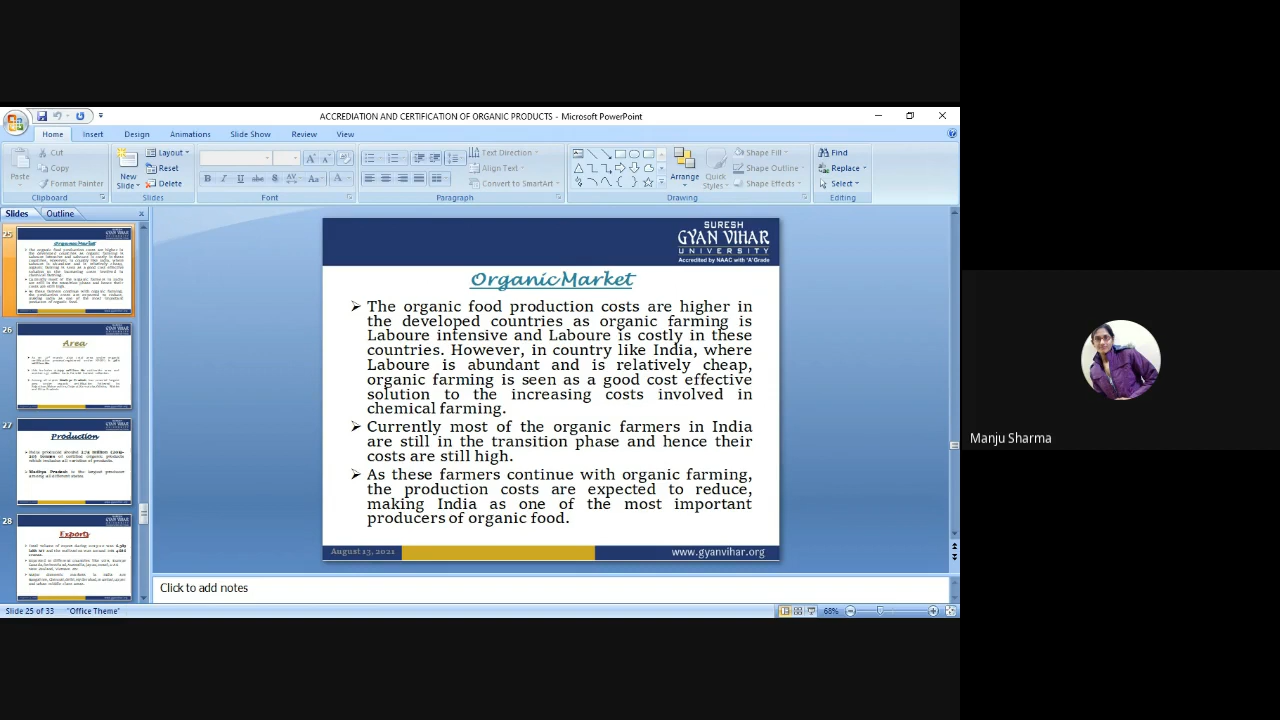 ACCREDIATION AND CERTIFICATION OF ORGANIC PRODUCTS - Microsoft PowerPoint
Home Insert Design Animations Slide Show Review View
Paste
Cut
Copy
Format Painter
Clipboard
New
Slide
Layout
Reset
Delete
Slides
Font
Text Direction
Align Text
Convert to SmartArt
Paragraph
Arrange
Quick
Styles
Shape Fill
Shape Outline
Shape Effects
Drawing
Find
Replace
Select
Editing
Slides Outline
25
Organic Market
26
Area
27
Production
28
Exports
SURESH
GYAN VIHAR
UNIVERSITY
Accredited by NAAC with 'A' Grade
Organic Market
➢ The organic food production costs are higher in
the developed countries as organic farming is
Laboure intensive and Laboure is costly in these
countries. However, in country like India, where
Laboure is abundant and is relatively cheap,
organic farming is seen as a good cost effective
solution to the increasing costs involved in
chemical farming.
➢ Currently most of the organic farmers in India
are still in the transition phase and hence their
costs are still high.
➢ As these farmers continue with organic farming,
the production costs are expected to reduce,
making India as one of the most important
producers of organic food.
August 13, 2021
www.gyanvihar.org
Click to add notes
Slide 25 of 33 "Office Theme" 68%
Manju Sharma